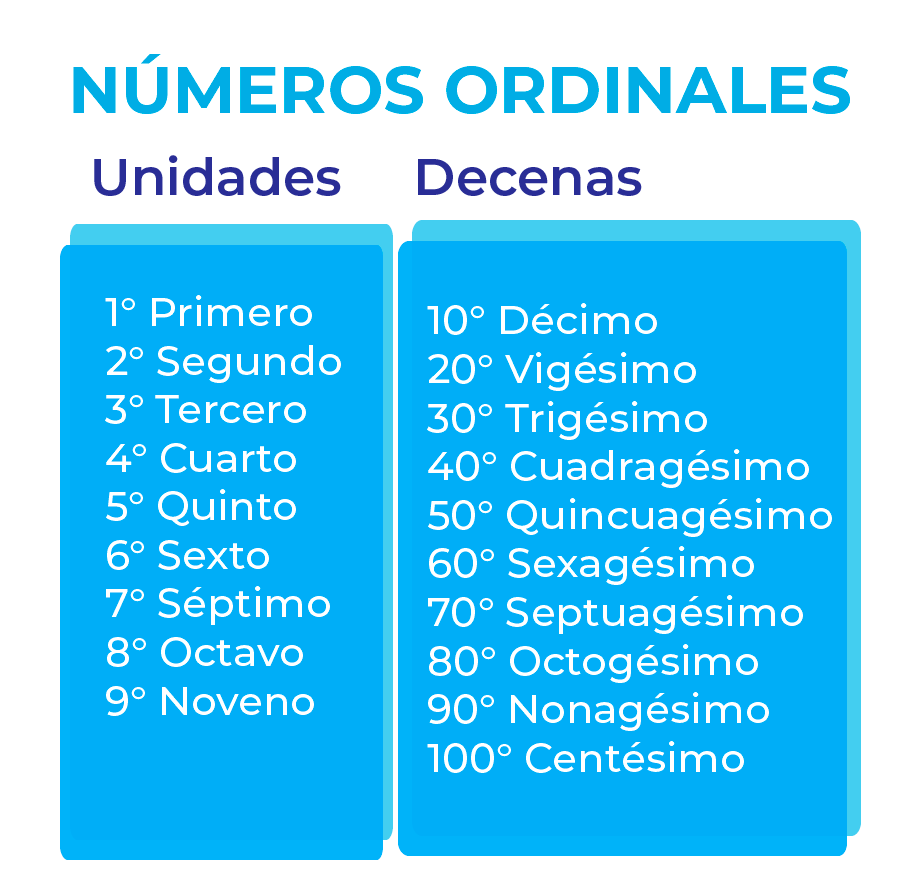 NÚMEROS ORDINALES
Unidades
1° Primero
2° Segundo
3° Tercero
4° Cuarto
5° Quinto
6° Sexto
7° Séptimo
8° Octavo
9° Noveno
Decenas
10° Décimo
20° Vigésimo
30° Trigésimo
40° Cuadragésimo
50° Quincuagésimo
60° Sexagésimo
70° Septuagésimo
80° Octogésimo
90° Nonagésimo
100° Centésimo